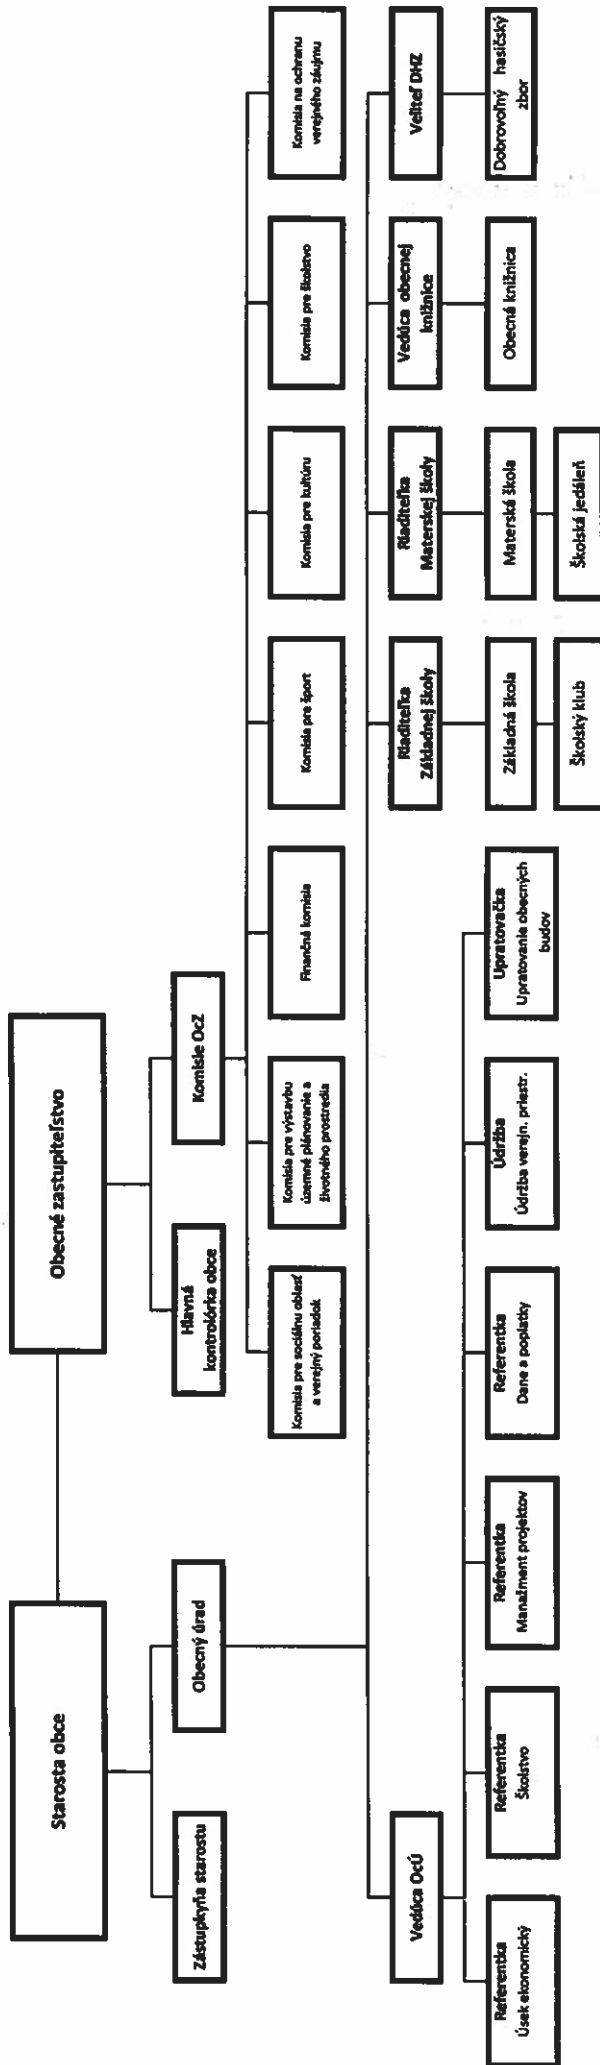 Starosta obce
Obecné zastupiteľstvo
Zástupkyňa starostu
Obecný úrad
Hlavná
kontrolórka obce
Komisie OcZ
Komisia pre sociálnu oblasť
a verejný poriadok
Komisia pre výstavbu
územné plánovanie a
životného prostredia
Finančná komisia
Komisia pre šport
Komisia pre kultúru
Komisia pre školstvo
Komisia na ochranu
verejného záujmu
Vedúca OcÚ
Riaditeľka
Základnej školy
Riaditeľka
Materskej školy
Vedúca obecnej
knižnice
Veliteľ DHZ
Referentka
Úsek ekonomický
Referentka
Školstvo
Referentka
Manažment projektov
Referentka
Dane a poplatky
Údržba
Údržba verejn. priestr.
Upratovačka
Upratovanie obecných
budov
Základná škola
Materská škola
Obecná knižnica
Dobrovoľný hasičský
zbor
Školský klub
Školská jedáleň